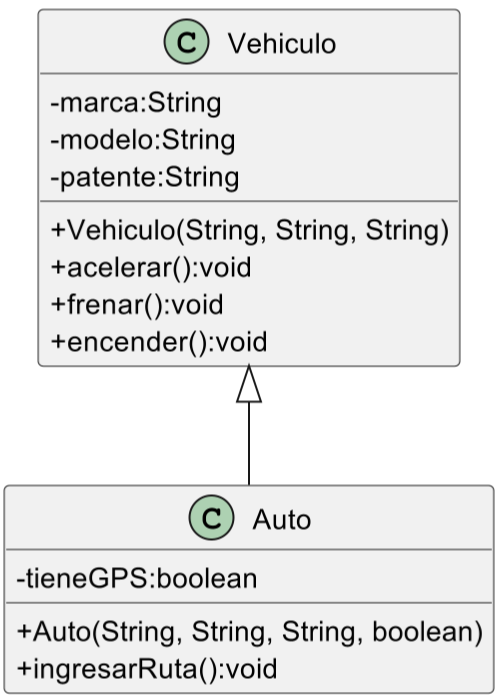 C Vehiculo
-marca:String
-modelo:String
-patente:String
+Vehiculo(String, String, String)
+acelerar():void
+frenar():void
+encender():void
C Auto
-tieneGPS:boolean
+Auto(String, String, String, boolean)
+ingresarRuta():void